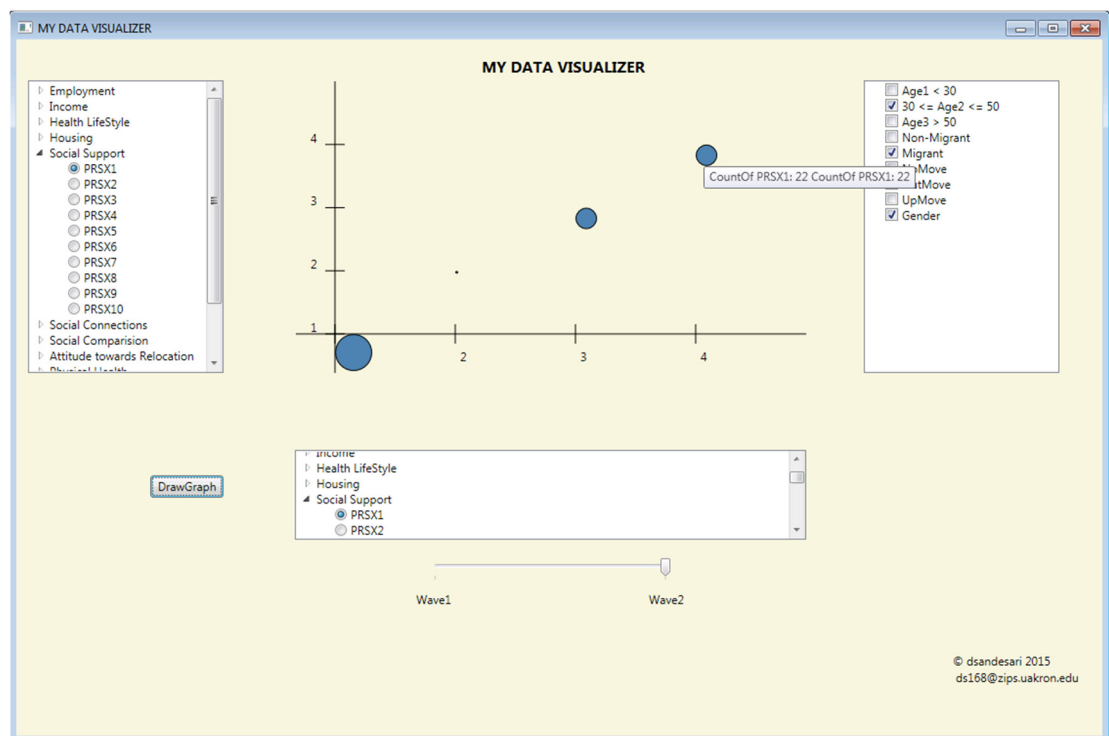 MY DATA VISUALIZER
MY DATA VISUALIZER
Employment
Income
Health LifeStyle
Housing
Social Support
PRSX1
PRSX2
PRSX3
PRSX4
PRSX5
PRSX6
PRSX7
PRSX8
PRSX9
PRSX10
Social Connections
Social Comparision
Attitude towards Relocation
Physical Health
4
3
2
1
2
3
4
CountOf PRSX1: 22 CountOf PRSX1: 22
Age1 < 30
30 <= Age2 <= 50
Age3 > 50
Non-Migrant
Migrant
UpMove
Gender
DrawGraph
Income
Health LifeStyle
Housing
Social Support
PRSX1
PRSX2
Wave1
Wave2
© dsandesari 2015
ds168@zips.uakron.edu